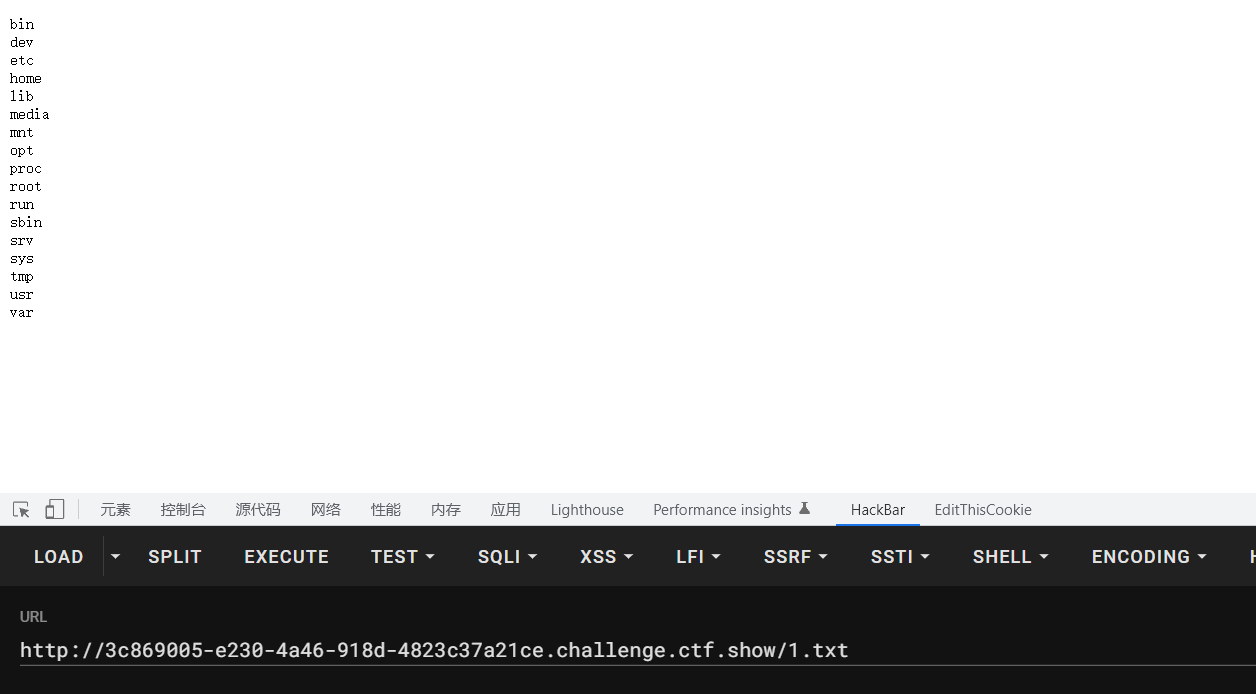 bin
dev
etc
home
lib
media
mnt
opt
proc
root
run
sbin
srv
sys
tmp
usr
var
元素 控制台 源代码 网络 性能 内存 应用 Lighthouse Performance insights HackBar EditThisCookie
LOAD SPLIT EXECUTE TEST SQLI XSS LFI SSRF SSTI SHELL ENCODING H
URL
http://3c869005-e230-4a46-918d-4823c37a21ce.challenge.ctf.show/1.txt